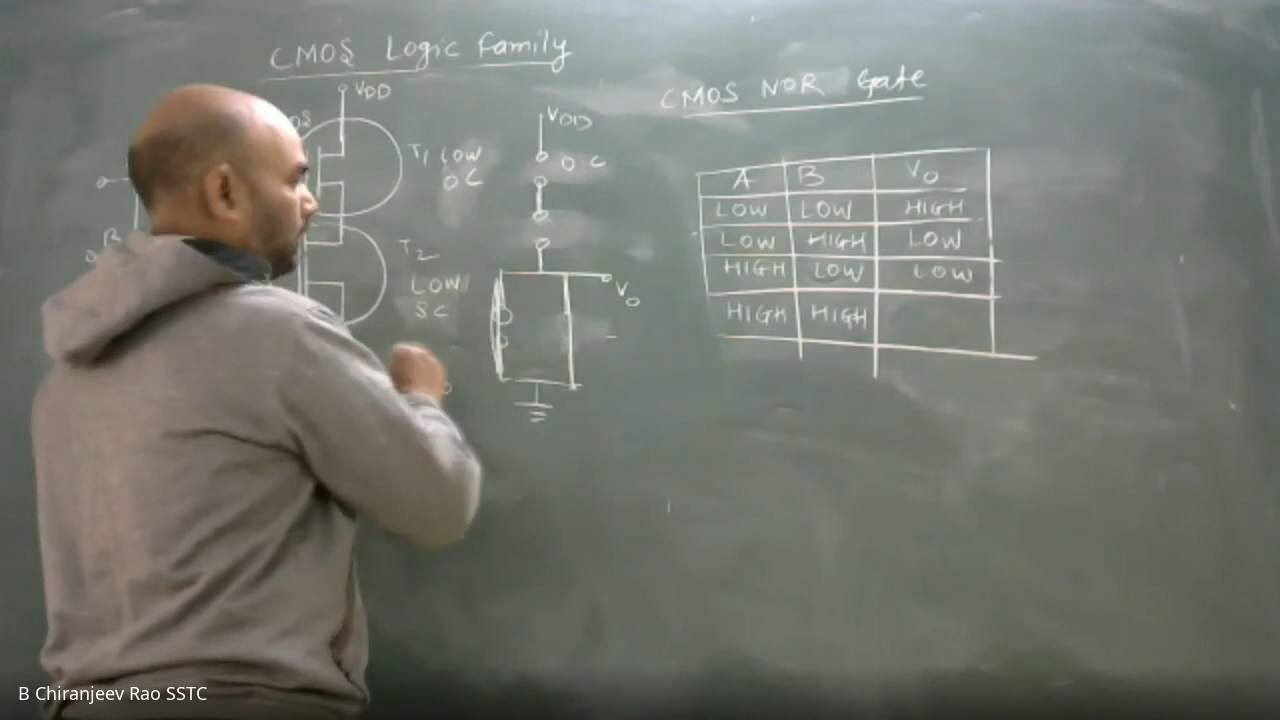 CMOS Logic Family
CMOS NOR Gate
OS
VDD
A
B
T1 LOW
OC
T2
LOW
SC
VDD
O.C
VO
A B VO
LOW LOW HIGH
LOW HIGH LOW
HIGH LOW LOW
HIGH HIGH
B Chiranjeev Rao SSTC